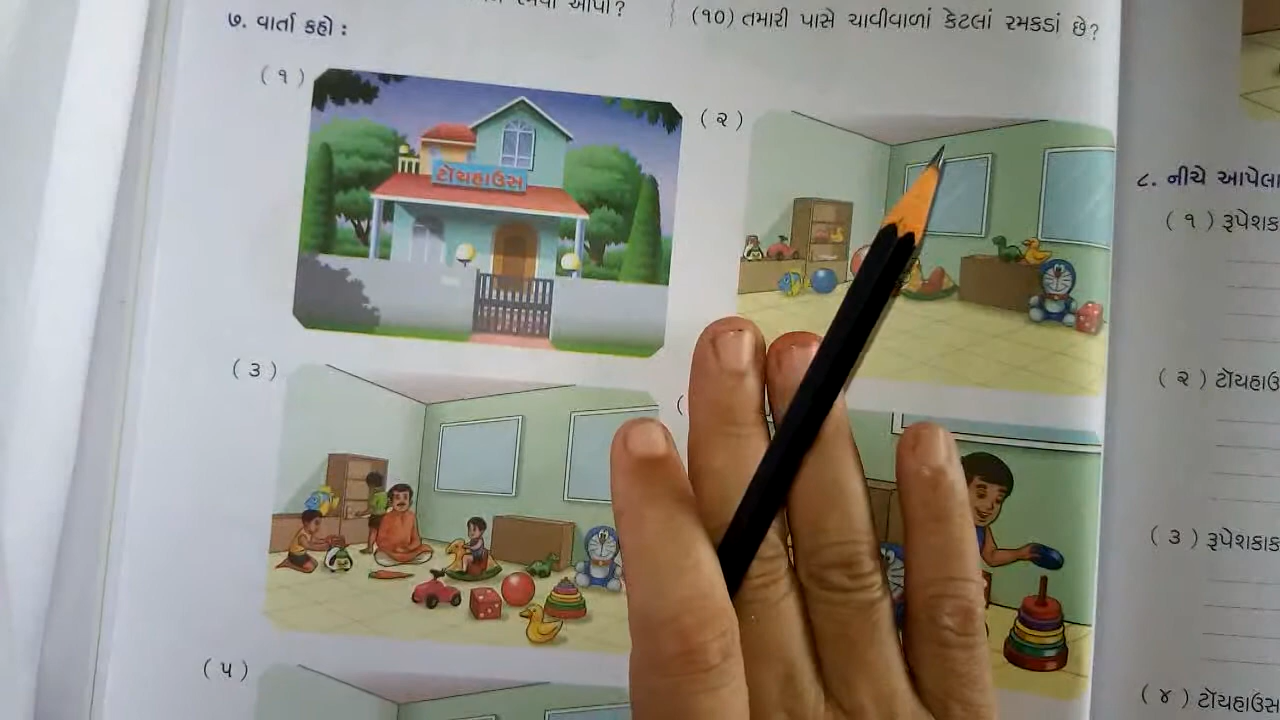 આપો?
(૧૦) તમારી પાસે ચાવીવાળાં કેટલાં રમકડાં છે?
૭. વાર્તા કહો :
(૧)
ટૉયહાઉસ
(૨)
(૩)
(૫)
૮. નીચે આપેલા
(૧) રૂપેશક
(૨) ટૉયહાઉ
(૩) રૂપેશકાક
(૪) ટૉયહાઉસ